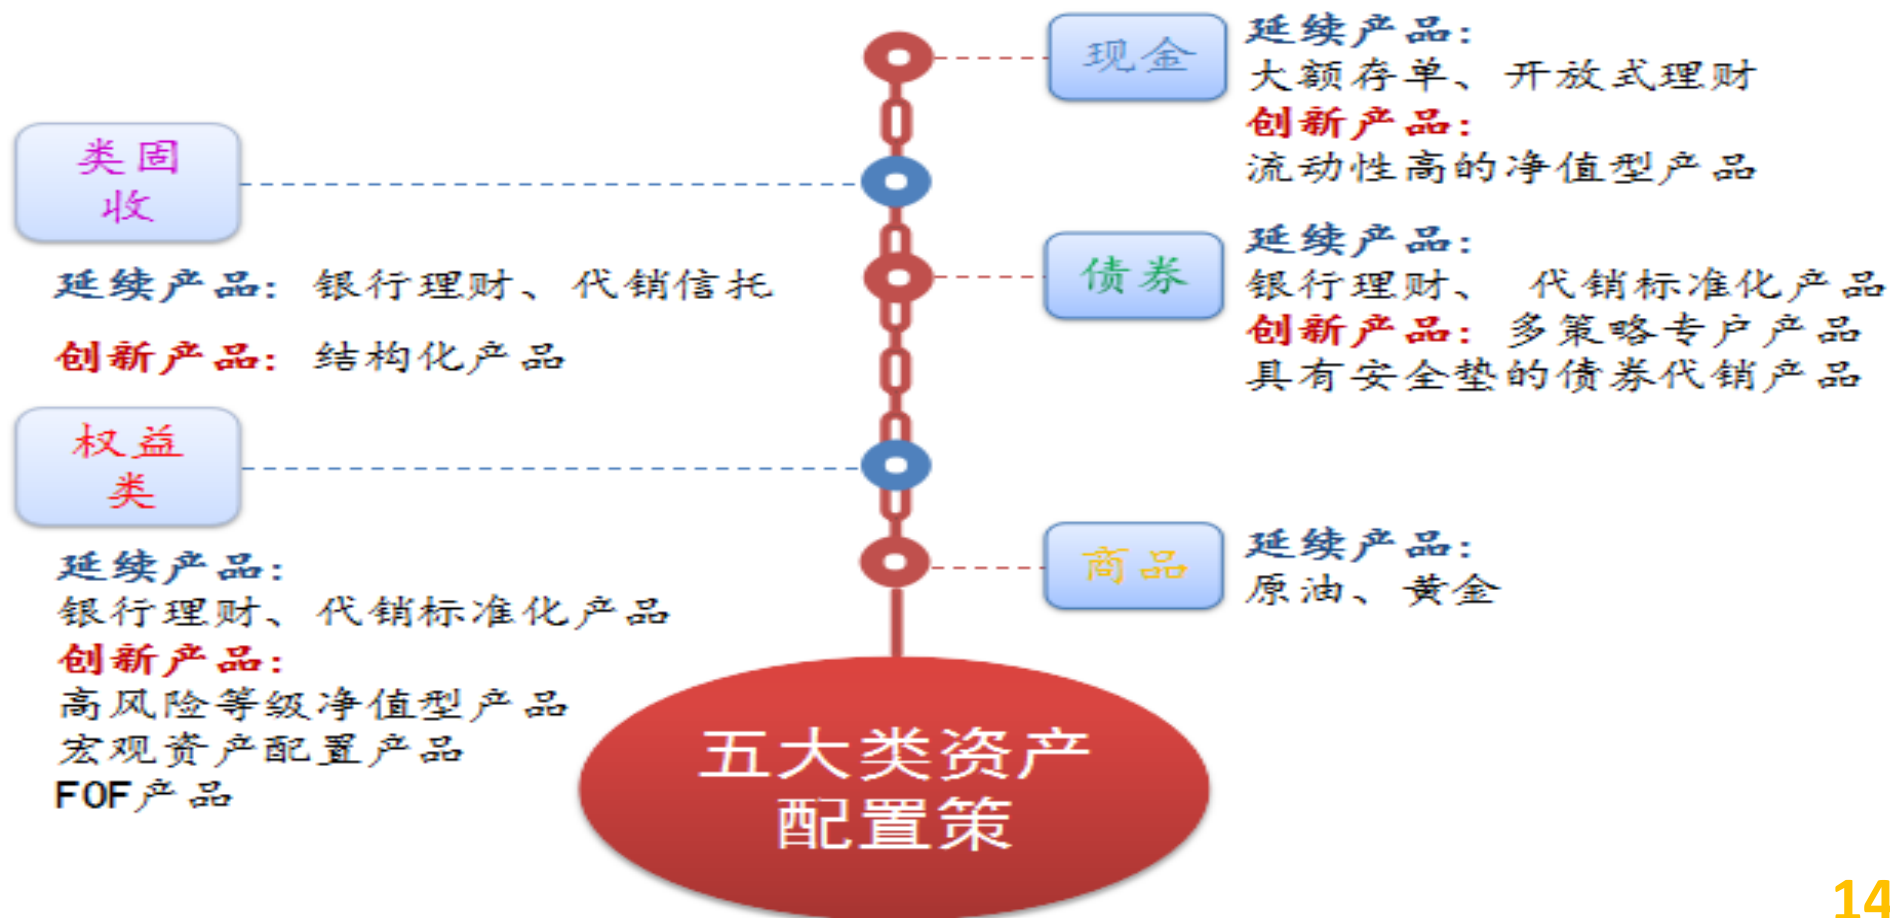 现金
延续产品：
大额存单、开放式理财
创新产品：
流动性高的净值型产品
类固
收
延续产品：银行理财、代销信托
创新产品：结构化产品
债券
延续产品：
银行理财、 代销标准化产品
创新产品：多策略专户产品
具有安全垫的债券代销产品
权益
类
延续产品：
银行理财、代销标准化产品
创新产品：
高风险等级净值型产品
宏观资产配置产品
FOF产品
商品
延续产品：
原油、黄金
五大类资产
配置策
14